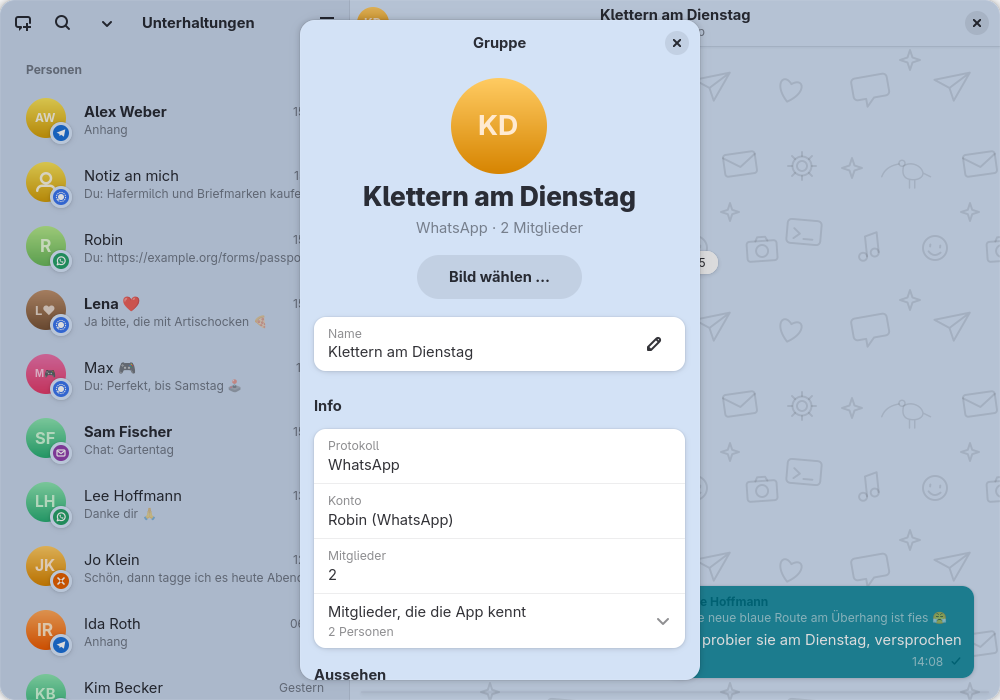 Unterhaltungen
Personen
AW
Alex Weber
Anhang
Notiz an mich
Du: Hafermilch und Briefmarken kaufe
R
Robin
Du: https://example.org/forms/passpo
L❤
Lena ❤️
Ja bitte, die mit Artischocken 🍕
M🎮
Max 🎮
Du: Perfekt, bis Samstag 🕹️
SF
Sam Fischer
Chat: Gartentag
LH
Lee Hoffmann
Danke dir 🙏
JK
Jo Klein
Schön, dann tagge ich es heute Abend
IR
Ida Roth
Anhang
KB
Kim Becker
Gestern
Gruppe
KD
Klettern am Dienstag
WhatsApp · 2 Mitglieder
Bild wählen …
Name
Klettern am Dienstag
Info
Protokoll
WhatsApp
Konto
Robin (WhatsApp)
Mitglieder
2
Mitglieder, die die App kennt
2 Personen
Aussehen
Klettern am Dienstag
Hoffmann
neue blaue Route am Überhang ist fies 😤
probier sie am Dienstag, versprochen
14:08